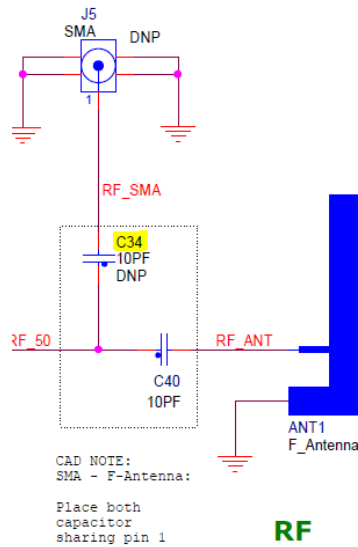 J5
SMA
DNP
1
RF_SMA
C34
10PF
DNP
RF_50
RF_ANT
C40
10PF
ANT1
F_Antenna
CAD NOTE:
SMA - F-Antenna:
Place both
capacitor
sharing pin 1
RF